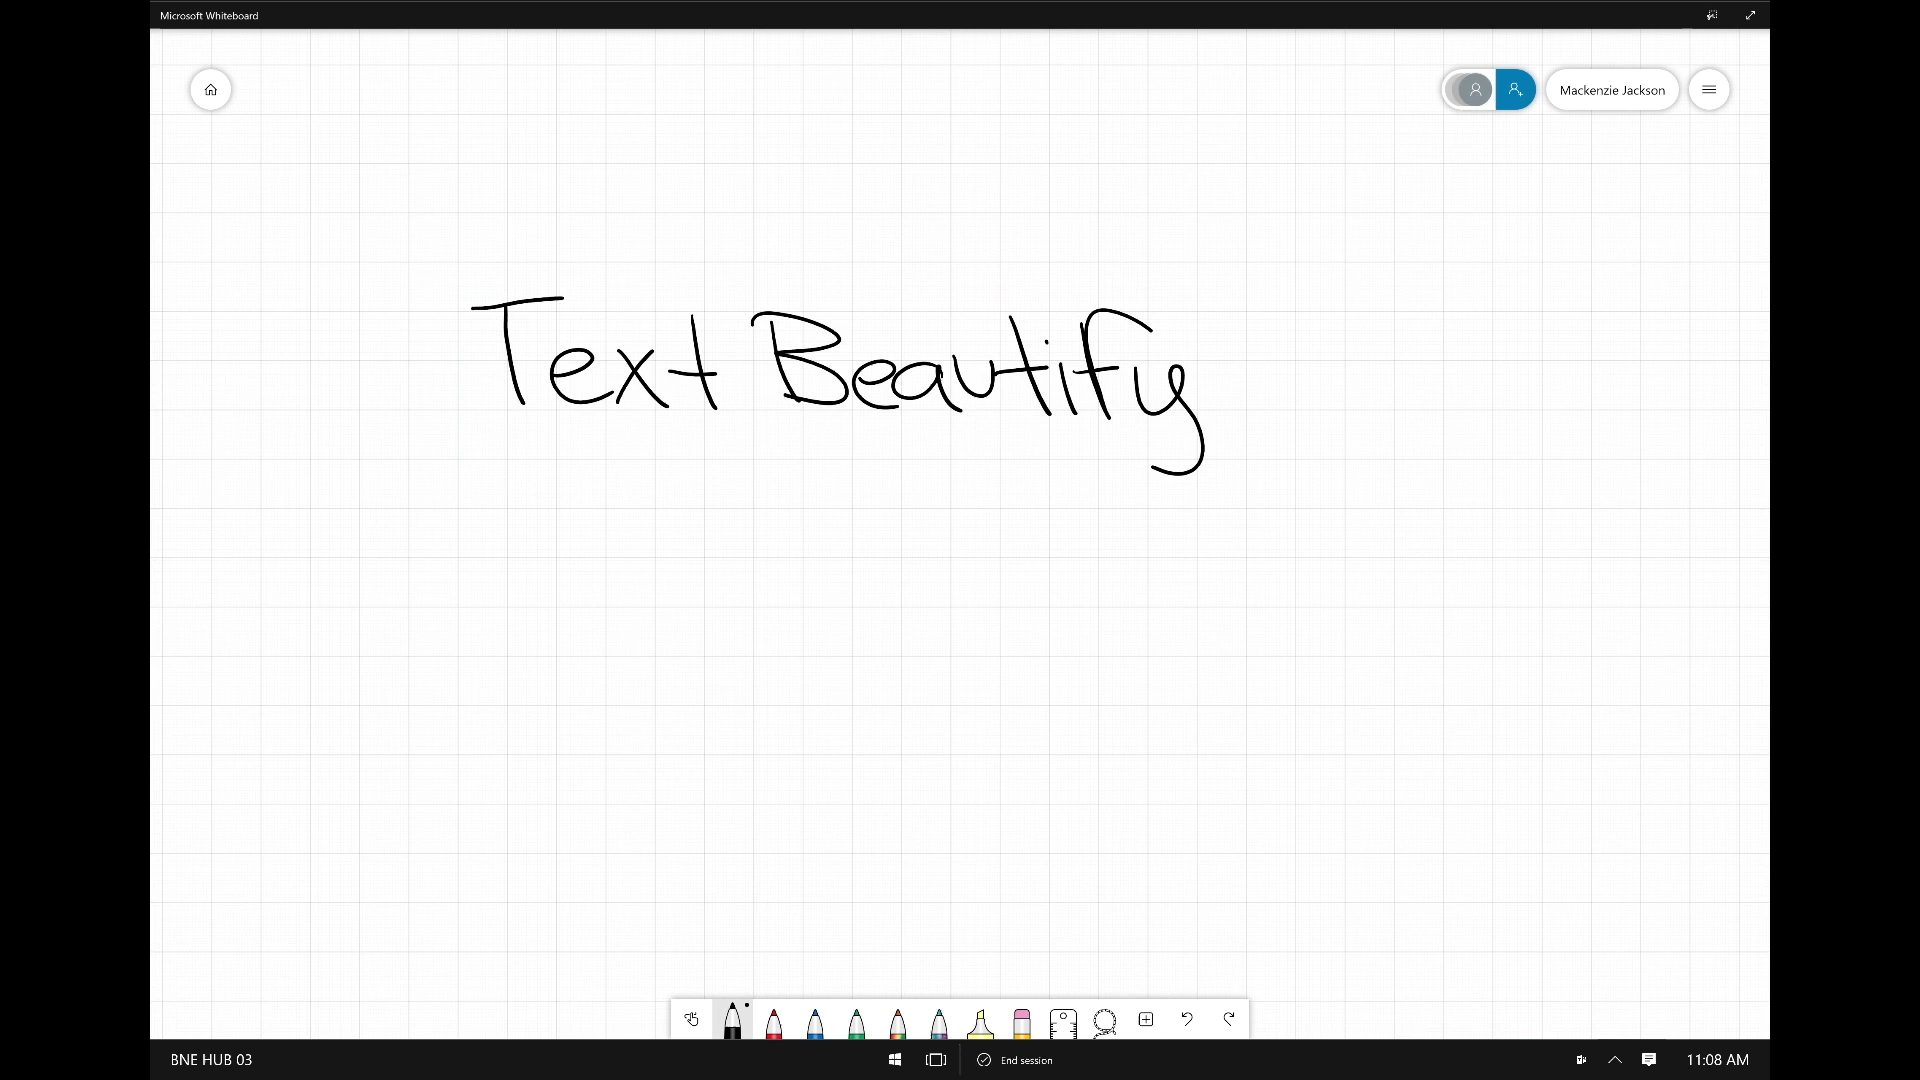 Microsoft Whiteboard
Mackenzie Jackson
Text Beautify
BNE HUB 03
End session
11:08 AM